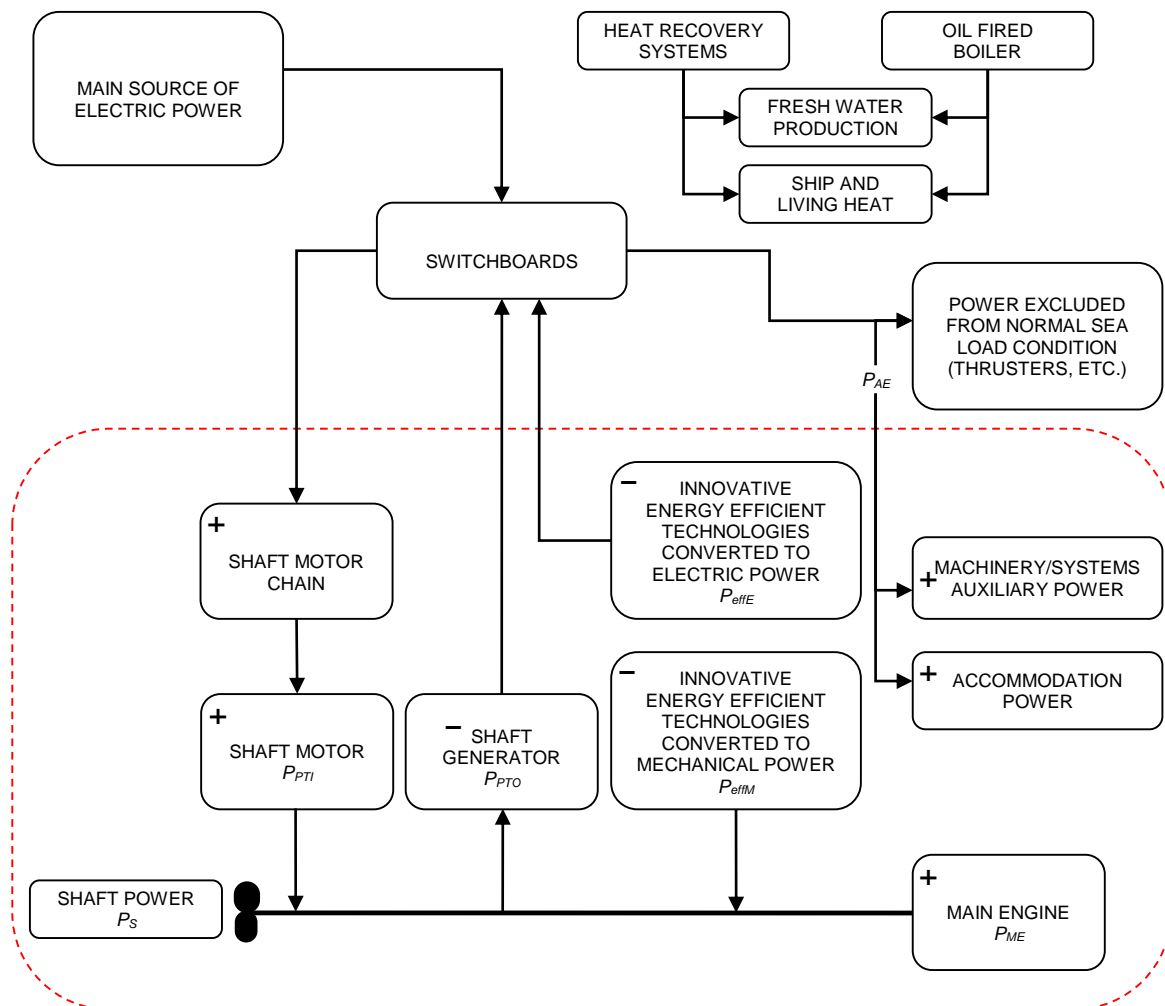 MAIN SOURCE OF
ELECTRIC POWER
HEAT RECOVERY
SYSTEMS
OIL FIRED
BOILER
FRESH WATER
PRODUCTION
SHIP AND
LIVING HEAT
SWITCHBOARDS
POWER EXCLUDED
FROM NORMAL SEA
LOAD CONDITION
(THRUSTERS, ETC.)
PAE
+
SHAFT MOTOR
CHAIN
−
INNOVATIVE
ENERGY EFFICIENT
TECHNOLOGIES
CONVERTED TO
ELECTRIC POWER
PeffE
+
MACHINERY/SYSTEMS
AUXILIARY POWER
+
ACCOMMODATION
POWER
+
SHAFT MOTOR
PPTI
−
SHAFT
GENERATOR
PPTO
−
INNOVATIVE
ENERGY EFFICIENT
TECHNOLOGIES
CONVERTED TO
MECHANICAL POWER
PeffM
SHAFT POWER
PS
+
MAIN ENGINE
PME